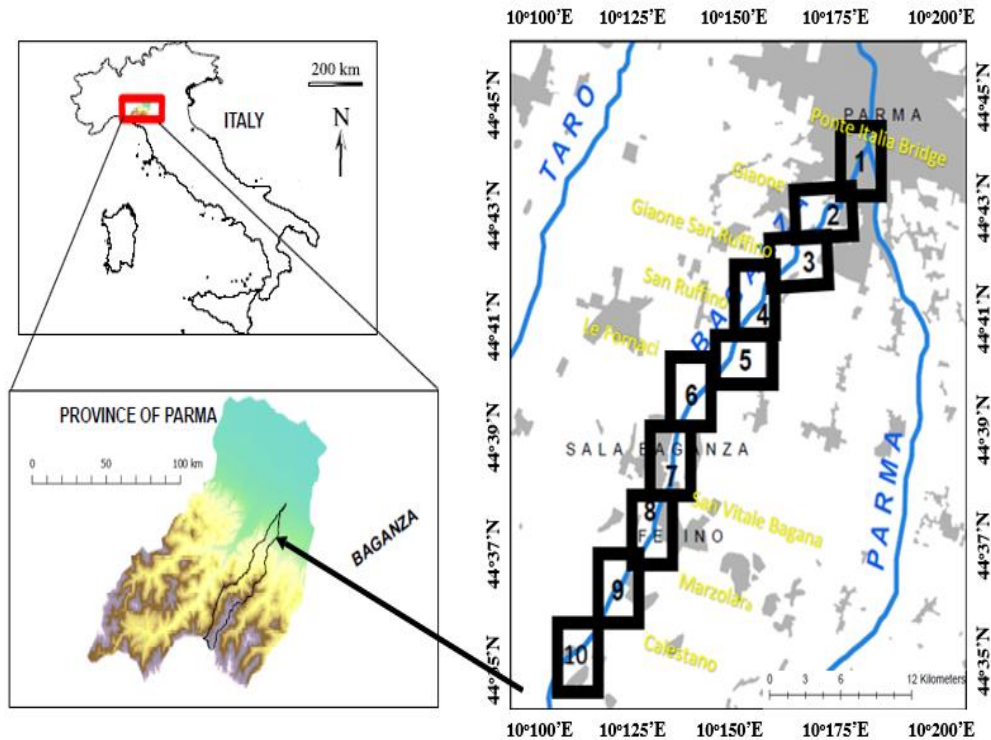 200 km
ITALY
N
PROVINCE OF PARMA
0 50 100 km
BAGANZA
10°100'E 10°125'E 10°150'E 10°175'E 10°200'E
44°45'N 44°43'N 44°41'N 44°39'N 44°37'N 44°35'N
44°45'N 44°43'N 44°41'N 44°39'N 44°37'N 44°35'N
TARO
PARMA
Ponte Italia Bridge
1
Giaone
2
Giaone San Ruffino
3
San Ruffino
BAGANZA
4
Le Fornaci
5
6
SALA BAGANZA
7
San Vitale Bagana
8
FELINO
PARMA
9
Marzolara
Calestano
10
0 3 6 12 Kilometers
10°100'E 10°125'E 10°150'E 10°175'E 10°200'E